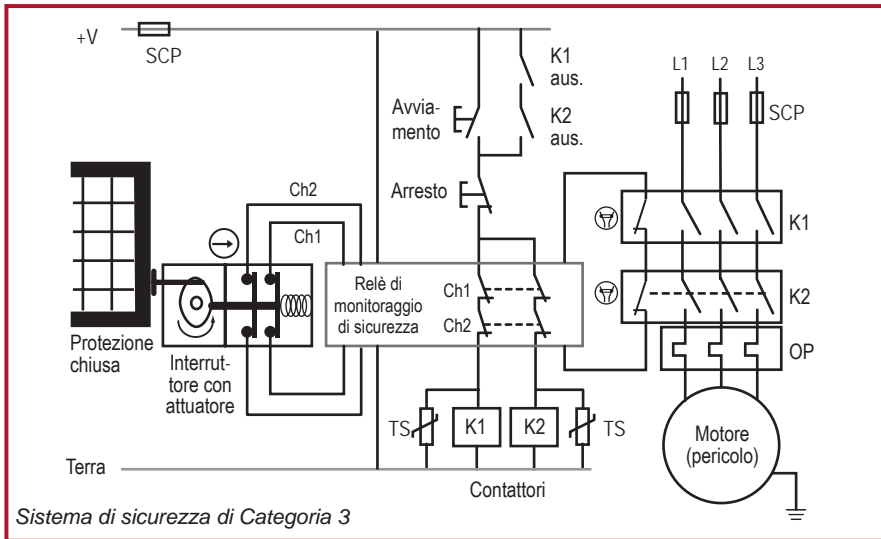 +V
SCP
K1
aus.
L1
L2
L3
Avvia-
mento
K2
aus.
SCP
Arresto
Ch2
Ch1
K1
Relè di
monitoraggio
di sicurezza
Ch1
Ch2
K2
Protezione
chiusa
Interrut-
tore con
attuatore
OP
TS
K1
K2
TS
Motore
(pericolo)
Terra
Contattori
Sistema di sicurezza di Categoria 3